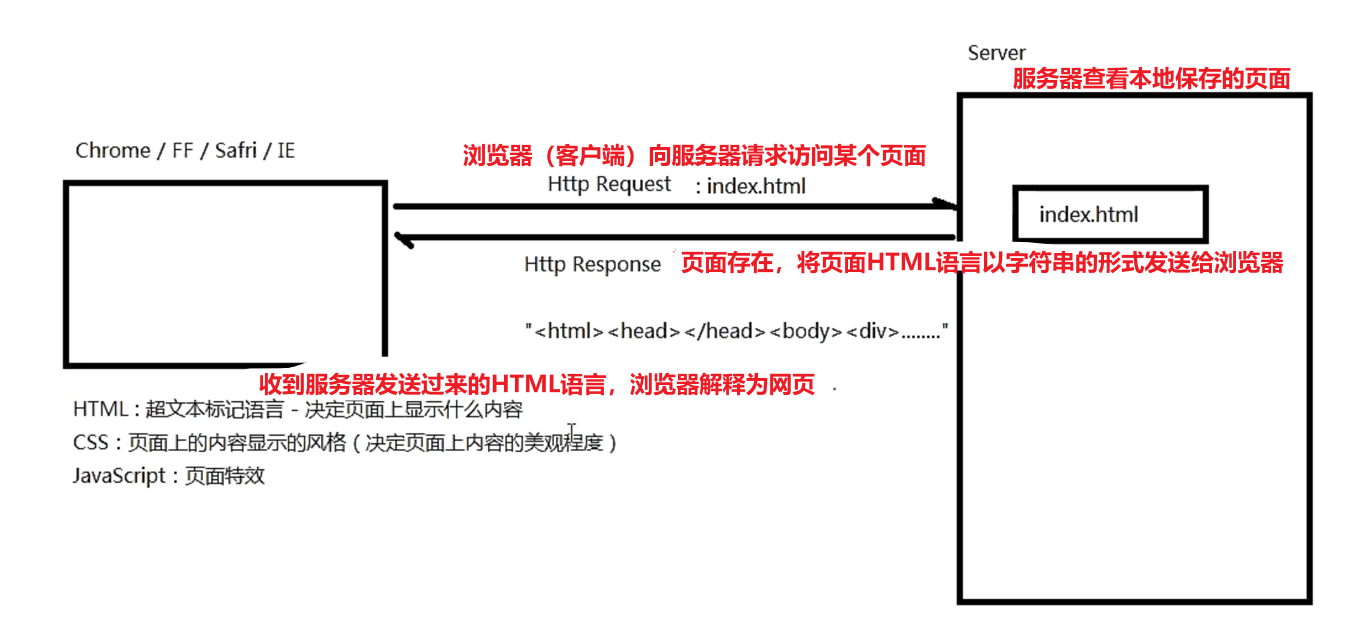 Server
服务器查看本地保存的页面
Chrome / FF / Safri / IE
浏览器（客户端）向服务器请求访问某个页面
Http Request : index.html
index.html
Http Response 页面存在，将页面HTML语言以字符串的形式发送给浏览器
"<html><head></head><body><div>........"
收到服务器发送过来的HTML语言，浏览器解释为网页
HTML : 超文本标记语言 - 决定页面上显示什么内容
CSS : 页面上的内容显示的风格 ( 决定页面上内容的美观程度 )
JavaScript : 页面特效